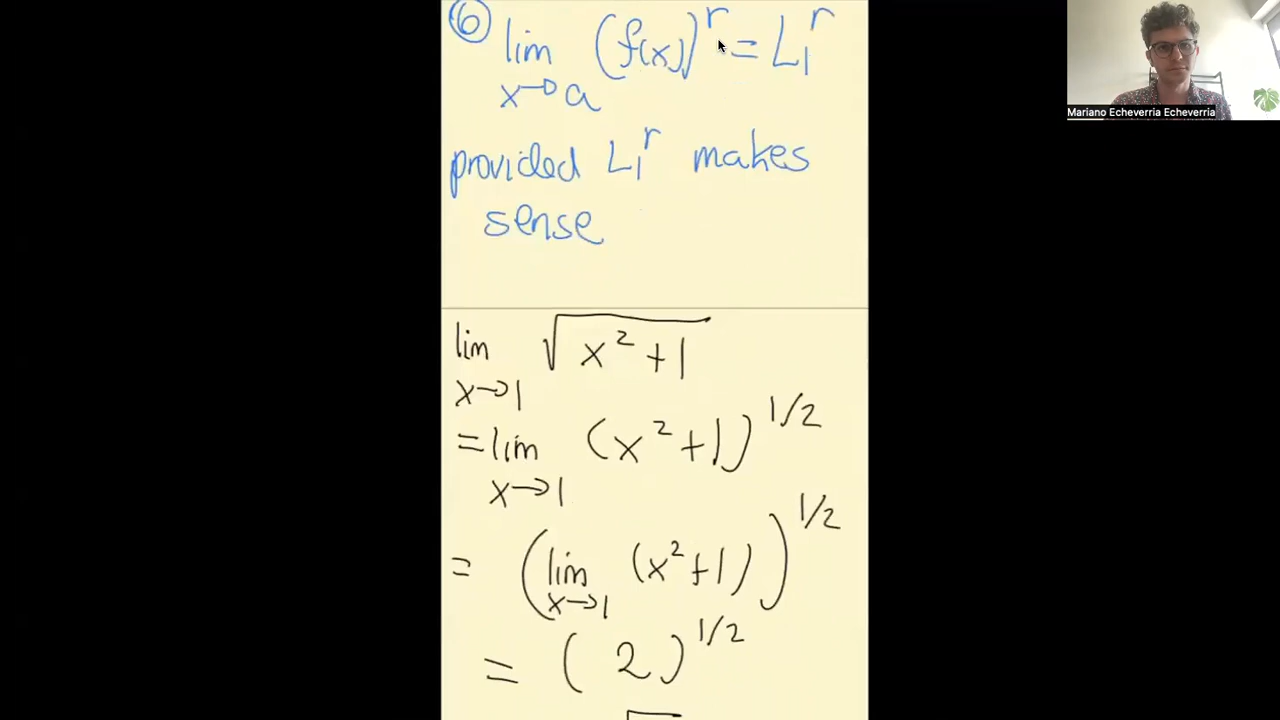 ⑥ lim (f(x))^r = L₁^r
x→a
provided L₁^r makes
sense
lim √(x² + 1)
x→1
= lim (x² + 1)^1/2
x→1
= (lim (x² + 1))^1/2
x→1
= (2)^1/2
Mariano Echeverria Echeverria